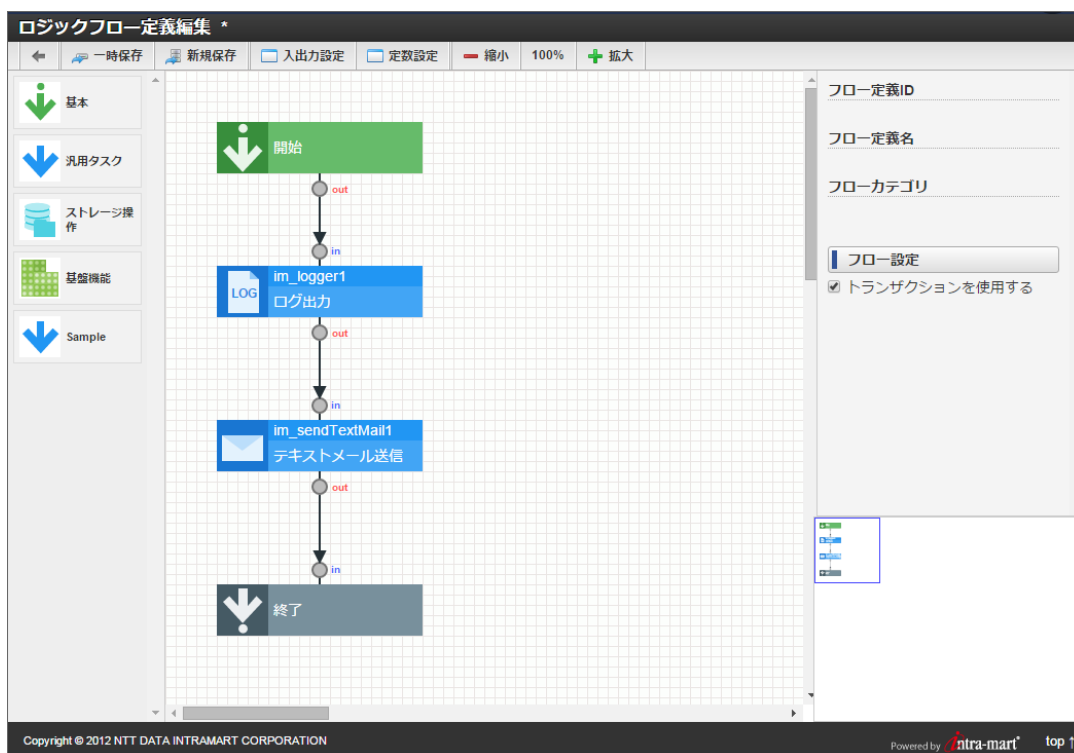 ロジックフロー定義編集 *
一時保存 新規保存 入出力設定 定数設定 縮小 100% 拡大
基本
汎用タスク
ストレージ操
作
基盤機能
Sample
開始
out
in
im_logger1
LOG
ログ出力
out
in
im_sendTextMail1
テキストメール送信
out
in
終了
フロー定義ID
フロー定義名
フローカテゴリ
フロー設定
トランザクションを使用する
Copyright © 2012 NTT DATA INTRAMART CORPORATION
Powered by intra-mart top ↑